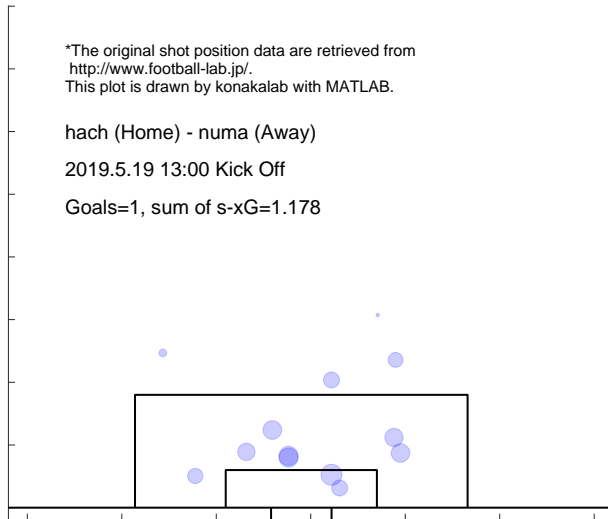 *The original shot position data are retrieved from
http://www.football-lab.jp/.
This plot is drawn by konakalab with MATLAB.
hach (Home) - numa (Away)
2019.5.19 13:00 Kick Off
Goals=1, sum of s-xG=1.178